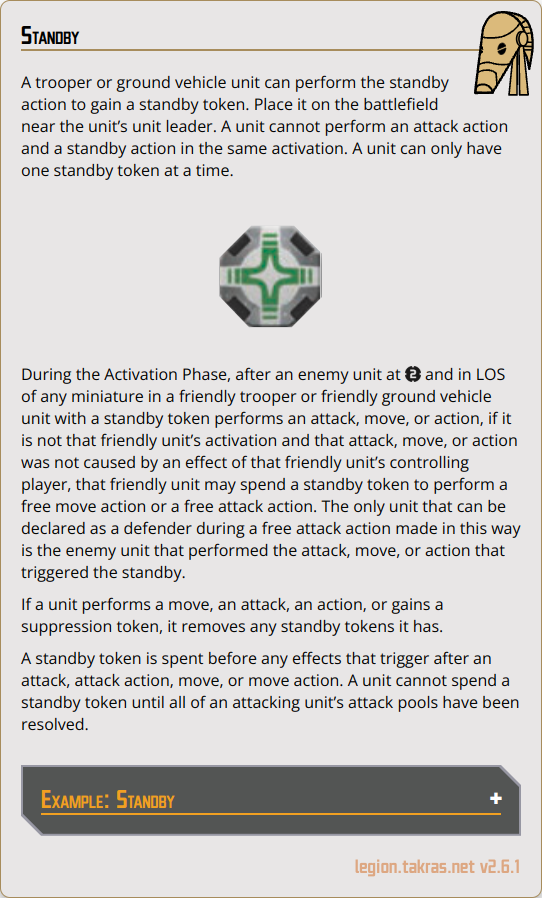 Standby
A trooper or ground vehicle unit can perform the standby
action to gain a standby token. Place it on the battlefield
near the unit’s unit leader. A unit cannot perform an attack action
and a standby action in the same activation. A unit can only have
one standby token at a time.
During the Activation Phase, after an enemy unit at 2 and in LOS
of any miniature in a friendly trooper or friendly ground vehicle
unit with a standby token performs an attack, move, or action, if it
is not that friendly unit’s activation and that attack, move, or action
was not caused by an effect of that friendly unit’s controlling
player, that friendly unit may spend a standby token to perform a
free move action or a free attack action. The only unit that can be
declared as a defender during a free attack action made in this way
is the enemy unit that performed the attack, move, or action that
triggered the standby.
If a unit performs a move, an attack, an action, or gains a
suppression token, it removes any standby tokens it has.
A standby token is spent before any effects that trigger after an
attack, attack action, move, or move action. A unit cannot spend a
standby token until all of an attacking unit’s attack pools have been
resolved.
Example: Standby +
legion.takras.net v2.6.1